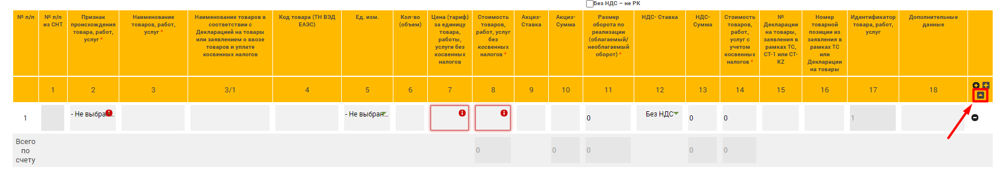 Без НДС – не РК
№ п/п
№ п/п
из СНТ
Признак
происхождения
товара, работ,
услуг *
Наименование
товаров, работ,
услуг *
Наименование товаров в
соответствии с
Декларацией на товары
или заявлением о ввозе
товаров и уплате
косвенных налогов
Код товара (ТН ВЭД
ЕАЭС)
Ед. изм.
Кол-во
(объем)
Цена (тариф)
за единицу
товара,
работы,
услуги без
косвенных
налогов
Стоимость
товаров,
работ, услуг
без
косвенных
налогов *
Акциз-
Ставка
Акциз-
Сумма
Размер
оборота по
реализации
(облагаемый/
необлагаемый
оборот) *
НДС- Ставка
НДС-
Сумма
Стоимость
товаров,
работ,
услуг с
учетом
косвенных
налогов *
№
Декларации
на товары,
заявления в
рамках ТС,
СТ-1 или СТ-
KZ
Номер
товарной
позиции из
заявления в
рамках ТС
или
Декларации
на товары
Идентификатор
товара, работ,
услуг
Дополнительные
данные
1 2 3 3/1 4 5 6 7 8 9 10 11 12 13 14 15 16 17 18
1 - Не выбран... - Не выбран... 0 Без НДС 0 0 1
Всего
по
счету
0 0 0 0 0